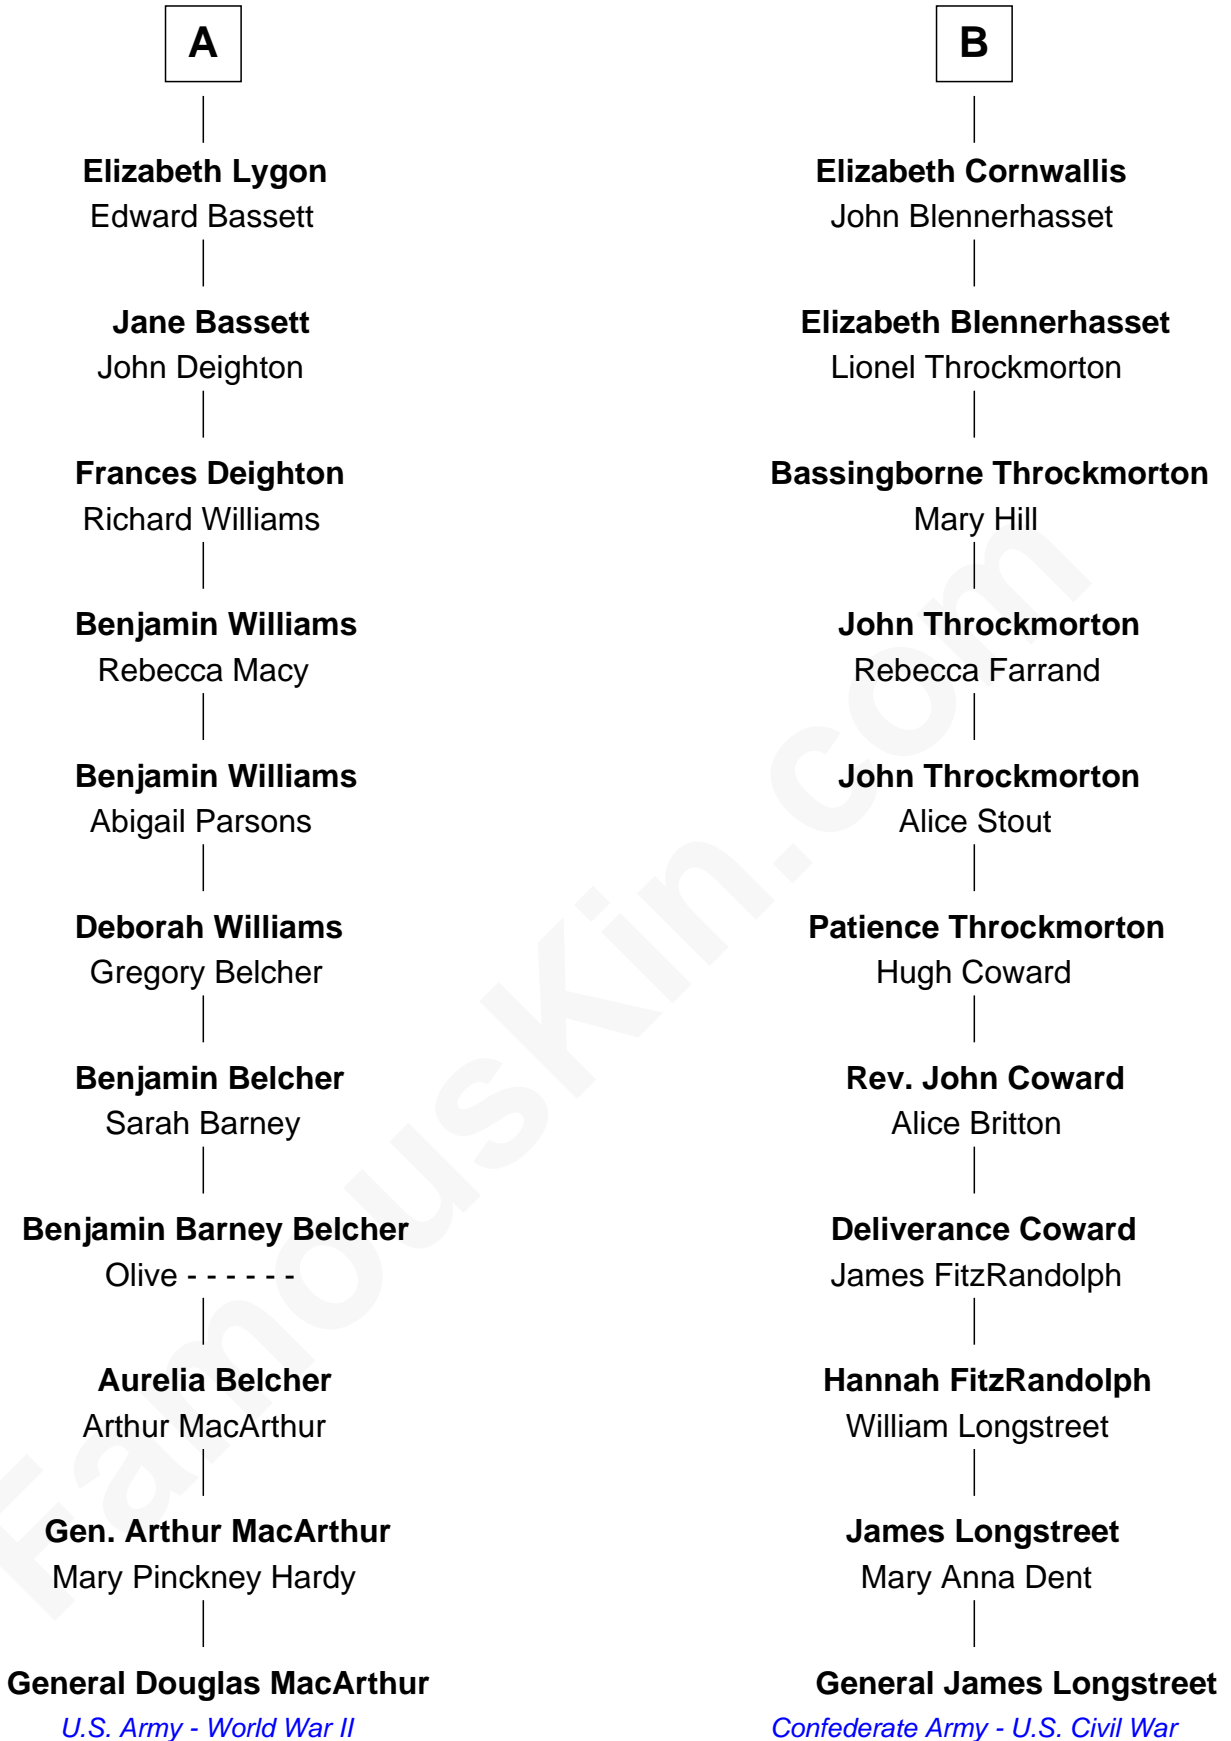 A
Elizabeth Lygon
Edward Bassett
Jane Bassett
John Deighton
Frances Deighton
Richard Williams
Benjamin Williams
Rebecca Macy
Benjamin Williams
Abigail Parsons
Deborah Williams
Gregory Belcher
Benjamin Belcher
Sarah Barney
Benjamin Barney Belcher
Olive - - - - - -
Aurelia Belcher
Arthur MacArthur
Gen. Arthur MacArthur
Mary Pinckney Hardy
General Douglas MacArthur
U.S. Army - World War II
B
Elizabeth Cornwallis
John Blennerhasset
Elizabeth Blennerhasset
Lionel Throckmorton
Bassingborne Throckmorton
Mary Hill
John Throckmorton
Rebecca Farrand
John Throckmorton
Alice Stout
Patience Throckmorton
Hugh Coward
Rev. John Coward
Alice Britton
Deliverance Coward
James FitzRandolph
Hannah FitzRandolph
William Longstreet
James Longstreet
Mary Anna Dent
General James Longstreet
Confederate Army - U.S. Civil War
FamousKin.com